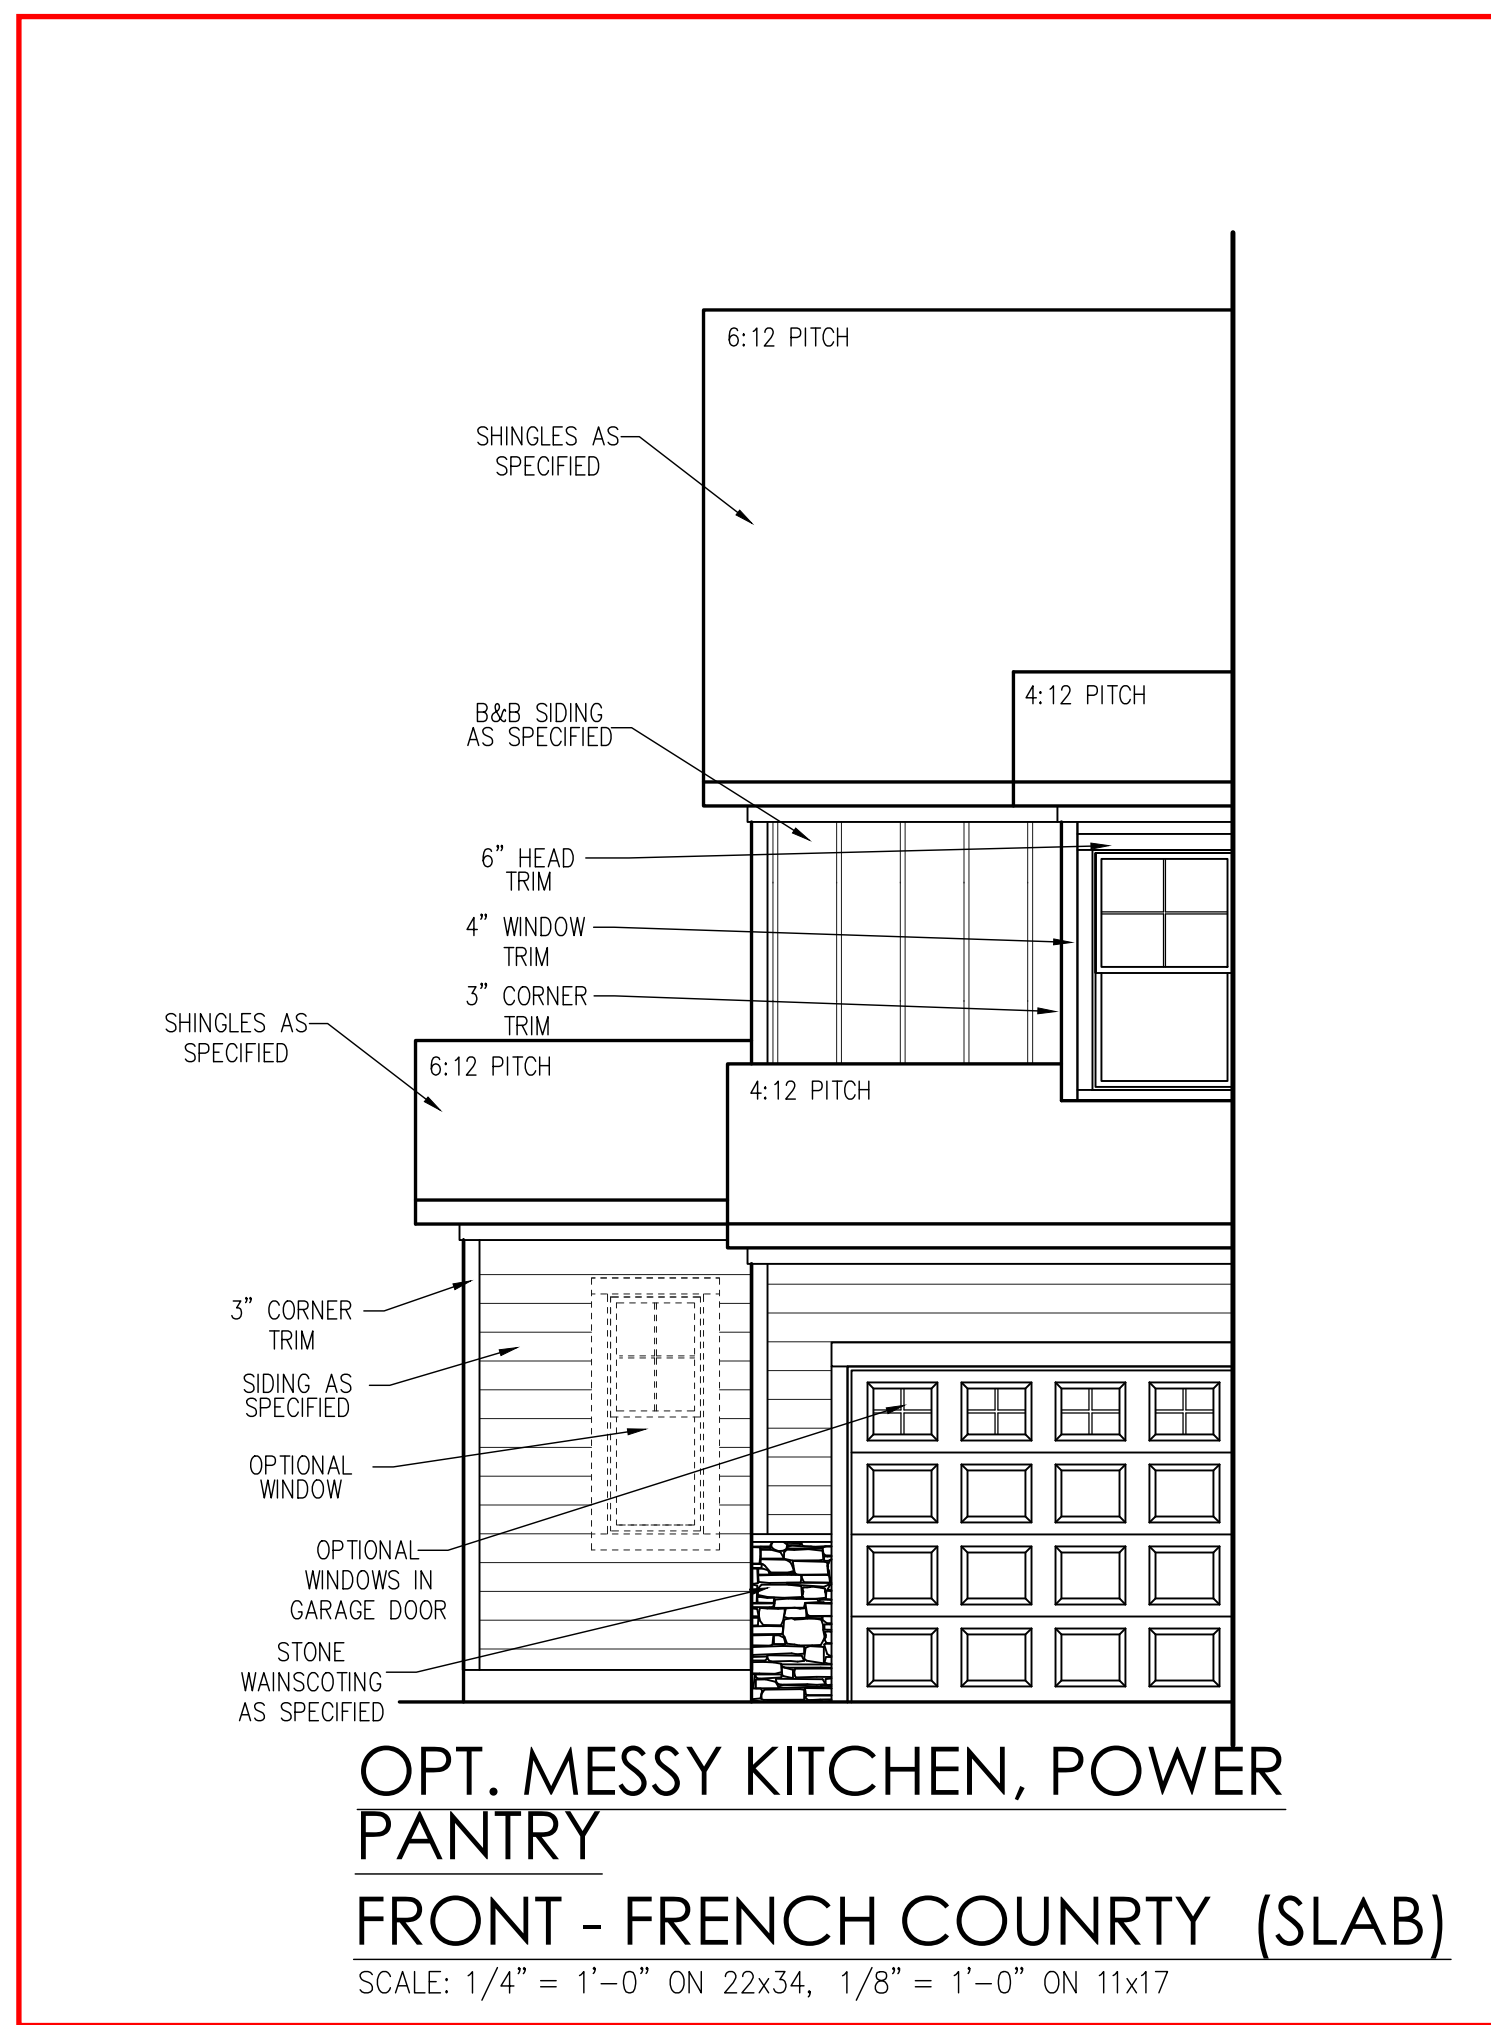 6:12 PITCH
SHINGLES AS
SPECIFIED
4:12 PITCH
B&B SIDING
AS SPECIFIED
6” HEAD
TRIM
4” WINDOW
TRIM
3” CORNER
TRIM
SHINGLES AS
SPECIFIED
6:12 PITCH
4:12 PITCH
3” CORNER
TRIM
SIDING AS
SPECIFIED
OPTIONAL
WINDOW
OPTIONAL
WINDOWS IN
GARAGE DOOR
STONE
WAINSCOTING
AS SPECIFIED
OPT. MESSY KITCHEN, POWER
PANTRY
FRONT - FRENCH COUNRTY (SLAB)
SCALE: 1/4” = 1’-0” ON 22x34, 1/8” = 1’-0” ON 11x17